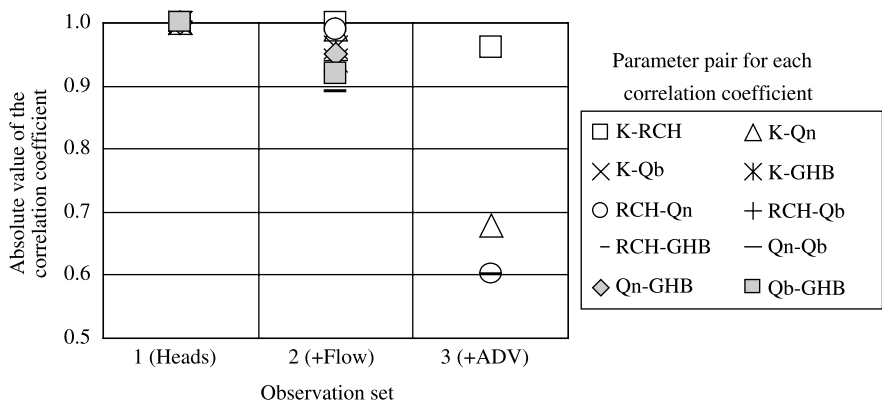 Absolute value of the
correlation coefficient
1.0
0.9
0.8
0.7
0.6
0.5
1 (Heads)
2 (+Flow)
3 (+ADV)
Observation set
Parameter pair for each
correlation coefficient
K-RCH
K-Qn
K-Qb
K-GHB
RCH-Qn
RCH-Qb
RCH-GHB
Qn-Qb
Qn-GHB
Qb-GHB